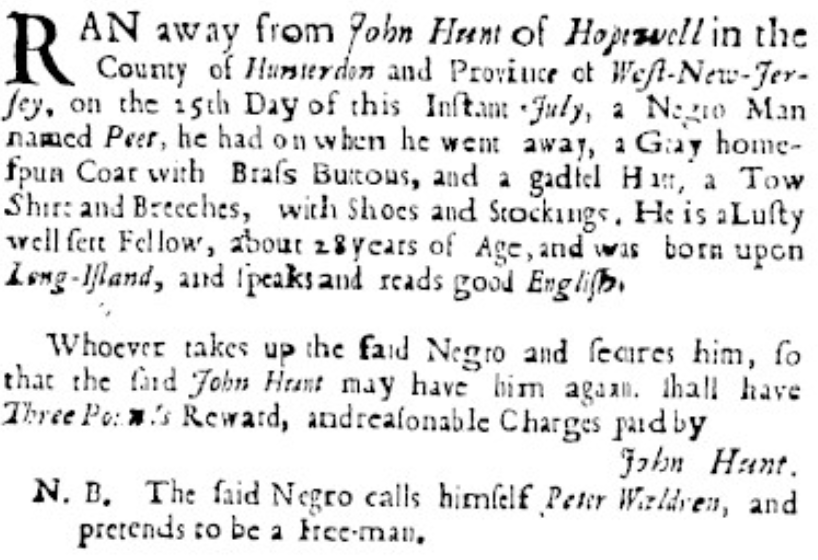 RAN away from John Hunt of Hopewell in the
County of Hunterdon and Province of Weſt-New-Jer-
ſey, on the 15th Day of this Inſtant July, a Negro Man
named Peer, he had on when he went away, a Gray home-
ſpun Coat with Braſs Buttons, and a Hatt, a Tow
Shirt and Breeches, with Shoes and Stockings. He is a Luſty
well ſett Fellow, about 28 years of Age, and was born upon
Long-Iſland, and ſpeaks and reads good Engliſh.
Whoever takes up the ſaid Negro and ſecures him, ſo
that the ſaid John Hunt may have him again, ſhall have
Three Pounds Reward, and reaſonable Charges paid by
John Hunt.
N. B. The ſaid Negro calls himſelf Peter Waldren, and
pretends to be a Free-man.